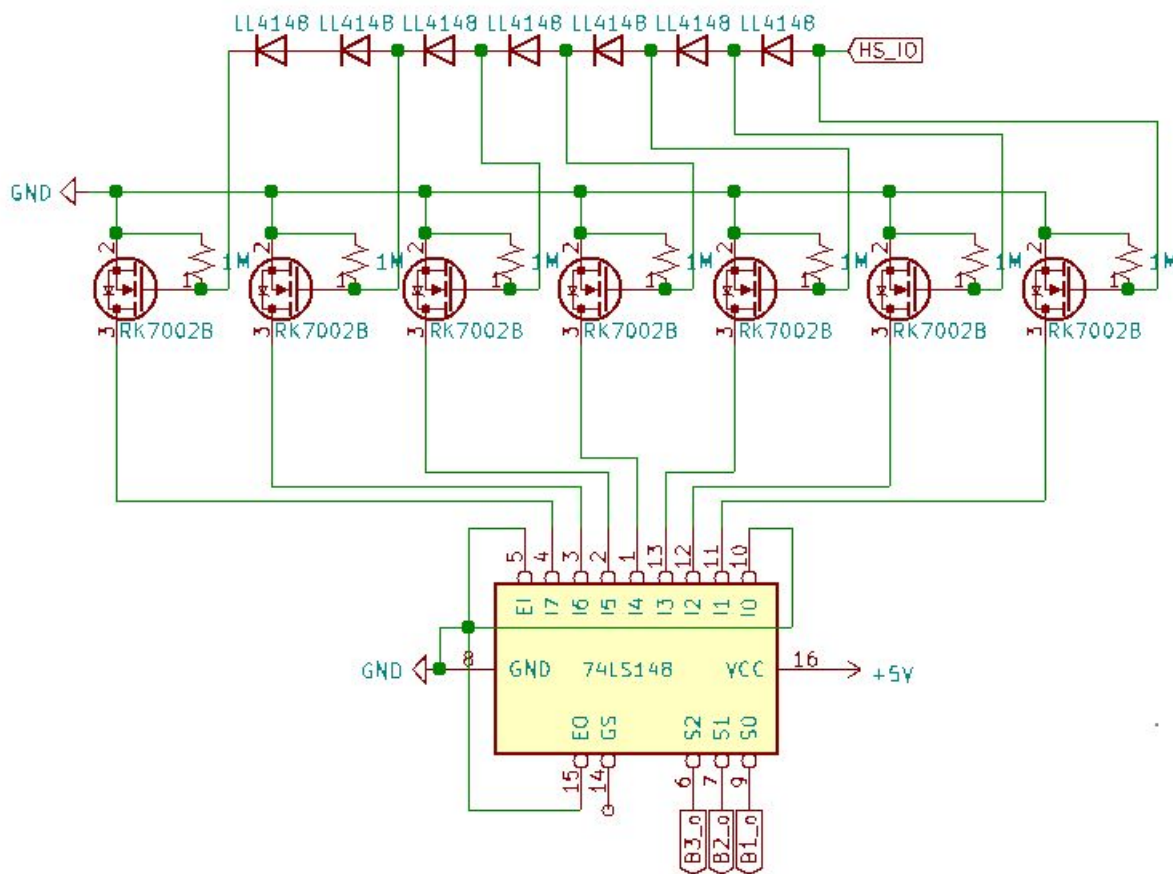 LL4148 LL4148 LL4148 LL4148 LL4148 LL4148 LL4148
HS_IO
GND
2 2 2 2 2 2 2
1 1M 1 1M 1 1M 1 1M 1 1M 1 1M 1 1M
3 RK7002B 3 RK7002B 3 RK7002B 3 RK7002B 3 RK7002B 3 RK7002B 3 RK7002B
5 4 3 2 1 13 12 11 10
EI I7 I6 I5 I4 I3 I2 I1 I0
GND 8 GND 74LS148 VCC 16 +5V
EO GS S2 S1 S0
15 14 6 7 9
B3_o B2_o B1_o